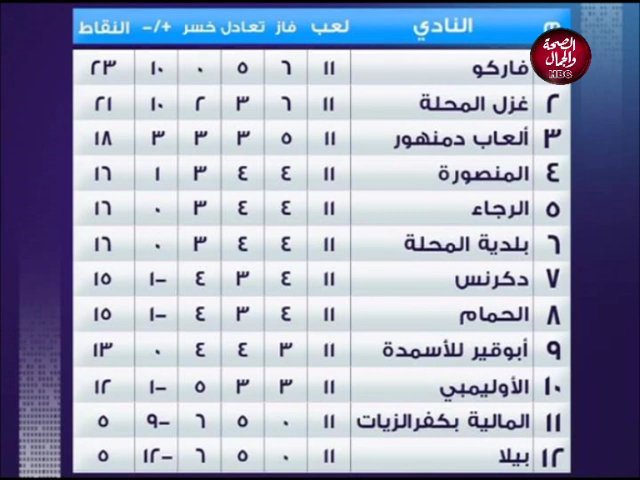 م النادي لعب فاز تعادل خسر +/- النقاط
الصحة
والجمال
HBC
فاركو ١١ ٦ ٥ ٠ ١٠ ٢٣
٢ غزل المحلة ١١ ٦ ٣ ٢ ١٠ ٢١
٣ ألعاب دمنهور ١١ ٥ ٣ ٣ ٣ ١٨
٤ المنصورة ١١ ٤ ٤ ٣ ١ ١٦
٥ الرجاء ١١ ٤ ٤ ٣ ٠ ١٦
٦ بلدية المحلة ١١ ٤ ٤ ٣ ٠ ١٦
٧ دكرنس ١١ ٤ ٣ ٤ -١ ١٥
٨ الحمام ١١ ٤ ٣ ٤ -١ ١٥
٩ أبوقير للأسمدة ١١ ٣ ٤ ٤ ٠ ١٣
١٠ الأوليمبي ١١ ٣ ٣ ٥ -١ ١٢
١١ المالية بكفرالزيات ١١ ٠ ٥ ٦ -٩ ٥
١٢ بيلا ١١ ٠ ٥ ٦ -١٢ ٥